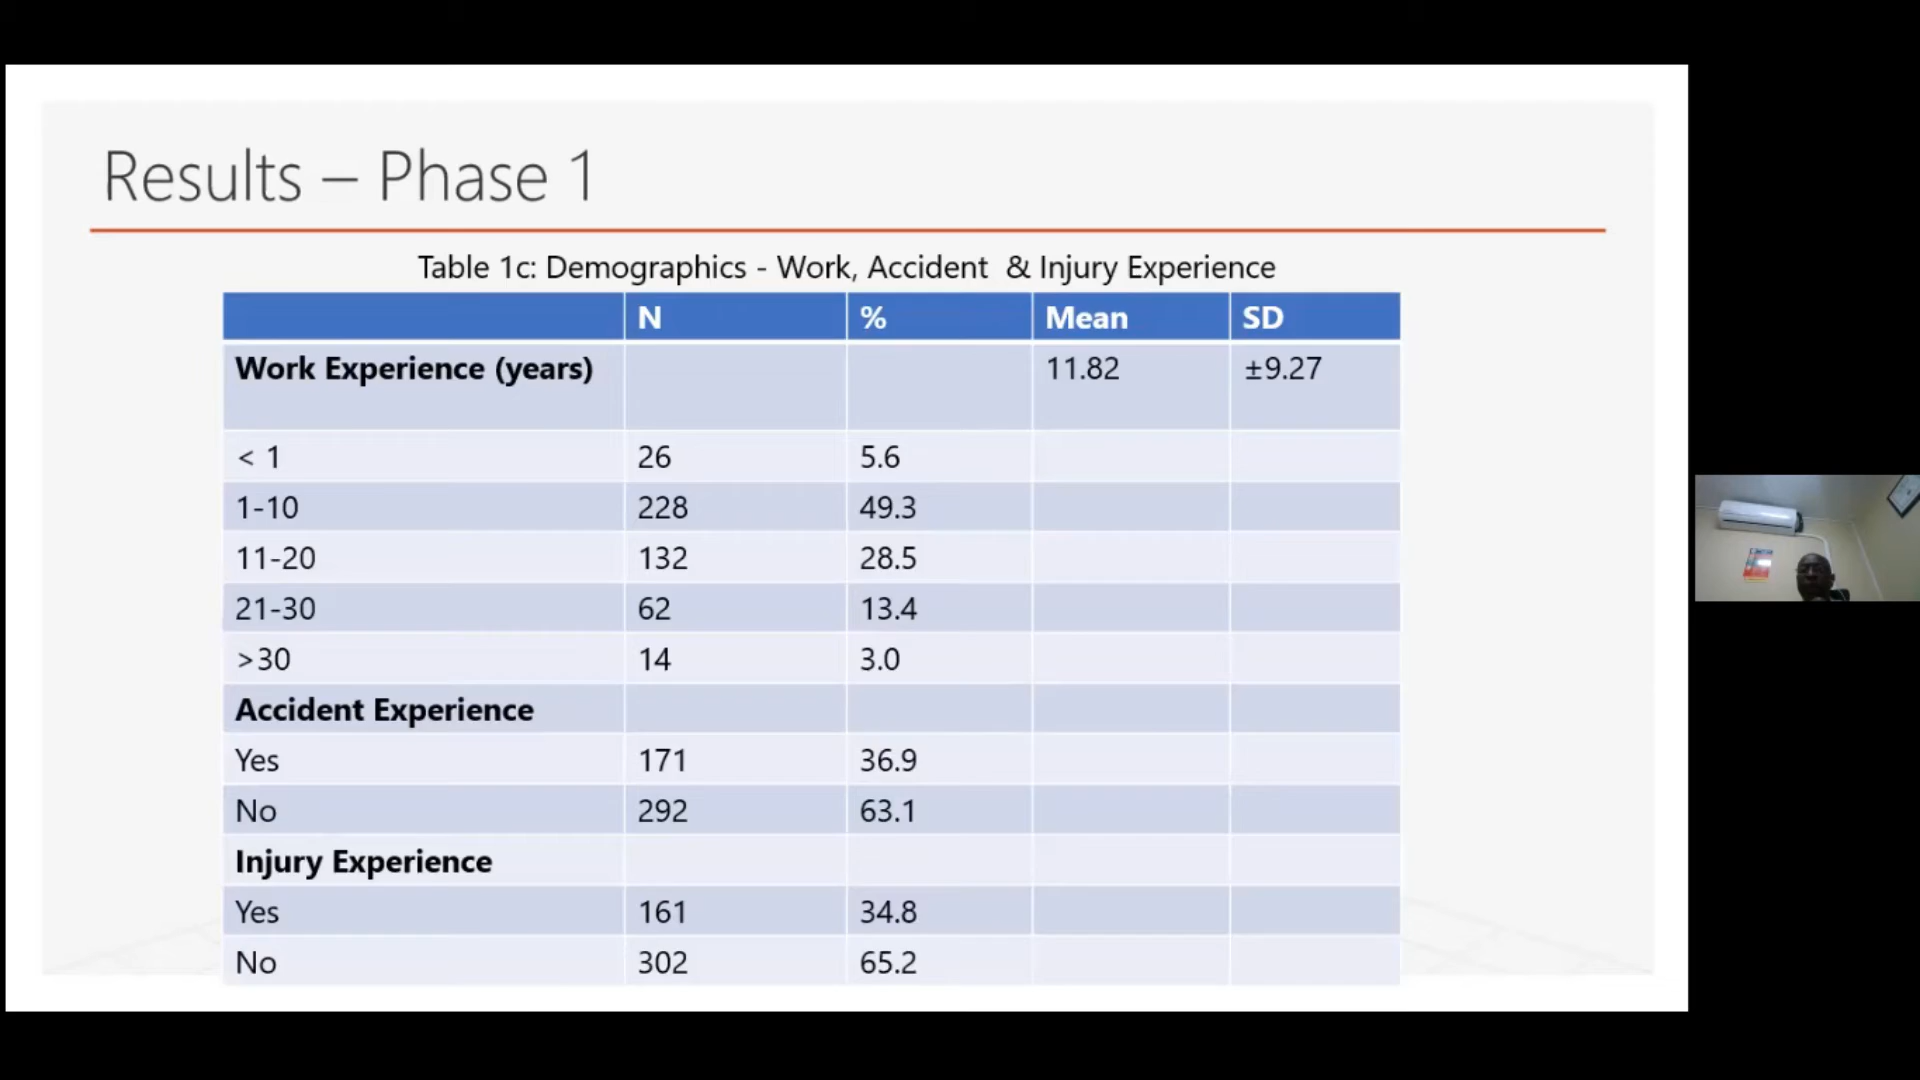 Results – Phase 1
Table 1c: Demographics - Work, Accident & Injury Experience
N % Mean SD
Work Experience (years) 11.82 ±9.27
< 1 26 5.6
1-10 228 49.3
11-20 132 28.5
21-30 62 13.4
>30 14 3.0
Accident Experience
Yes 171 36.9
No 292 63.1
Injury Experience
Yes 161 34.8
No 302 65.2